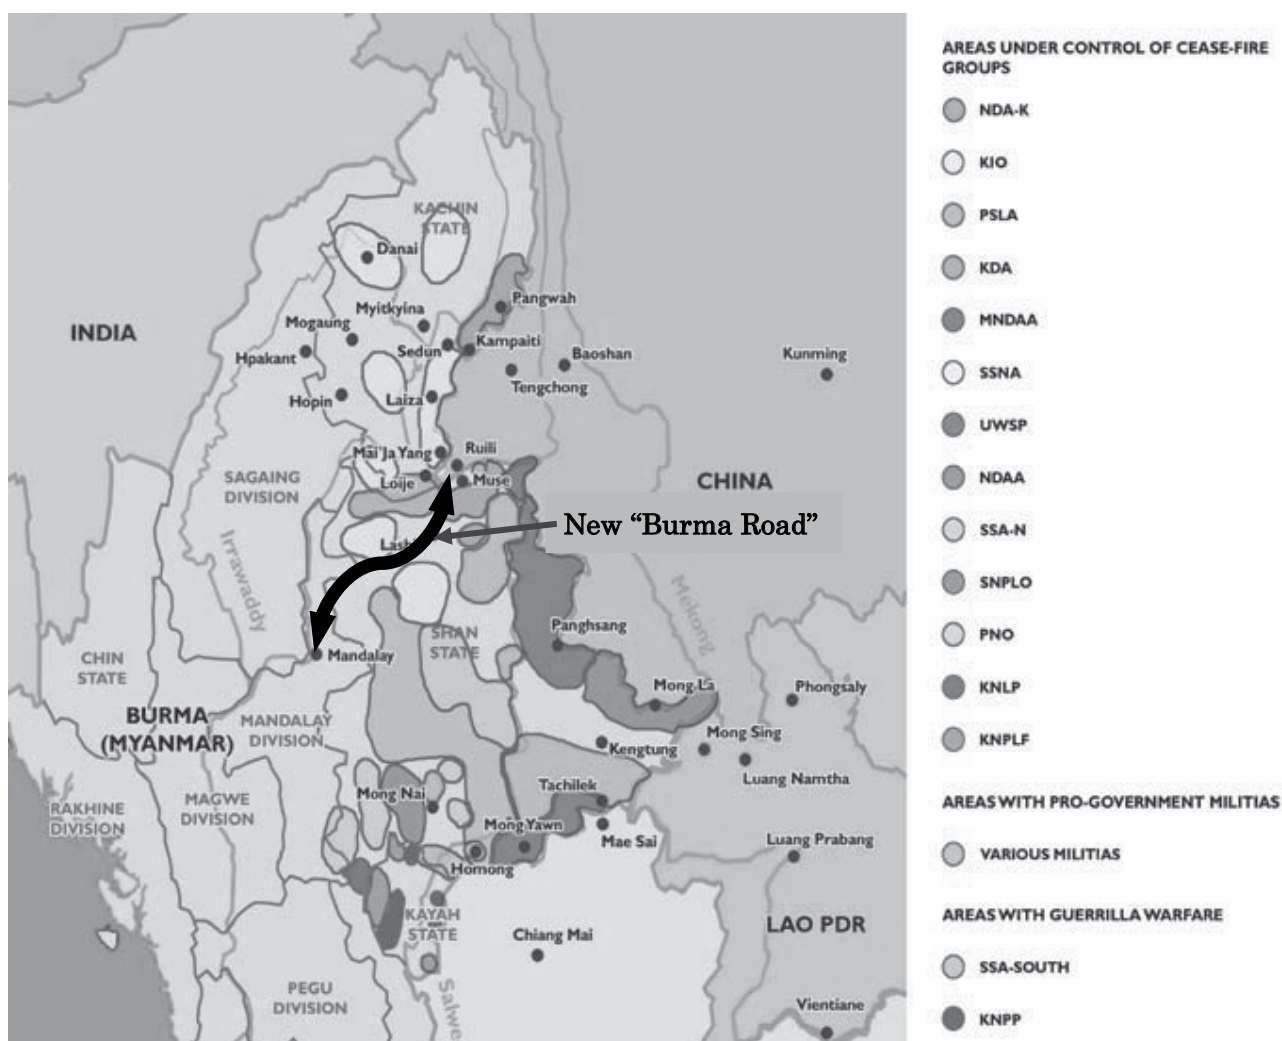 KACHIN
STATE
Danai
Pangwah
Myitkyina
Mogaung
INDIA
Sedun
Kampaiti
Hpakant
Baoshan
Kunming
Tengchong
Hopin
Laiza
Mai Ja Yang
Ruili
SAGAING
DIVISION
Loije
Muse
CHINA
New “Burma Road”
Irrawaddy
Mekong
Panghsang
SHAN
STATE
Mandalay
CHIN
STATE
Mong La
Phongsaly
BURMA
(MYANMAR)
MANDALAY
DIVISION
Mong Sing
Kengtung
Luang Namtha
RAKHINE
DIVISION
MAGWE
DIVISION
Mong Nai
Tachilek
Mong Yawn
Mae Sai
Luang Prabang
Homong
KAYAH
STATE
Chiang Mai
LAO PDR
PEGU
DIVISION
Salwe
Vientiane
AREAS UNDER CONTROL OF CEASE-FIRE
GROUPS
NDA-K
KIO
PSLA
KDA
MNDAA
SSNA
UWSP
NDAA
SSA-N
SNPLO
PNO
KNLP
KNPLF
AREAS WITH PRO-GOVERNMENT MILITIAS
VARIOUS MILITIAS
AREAS WITH GUERRILLA WARFARE
SSA-SOUTH
KNPP